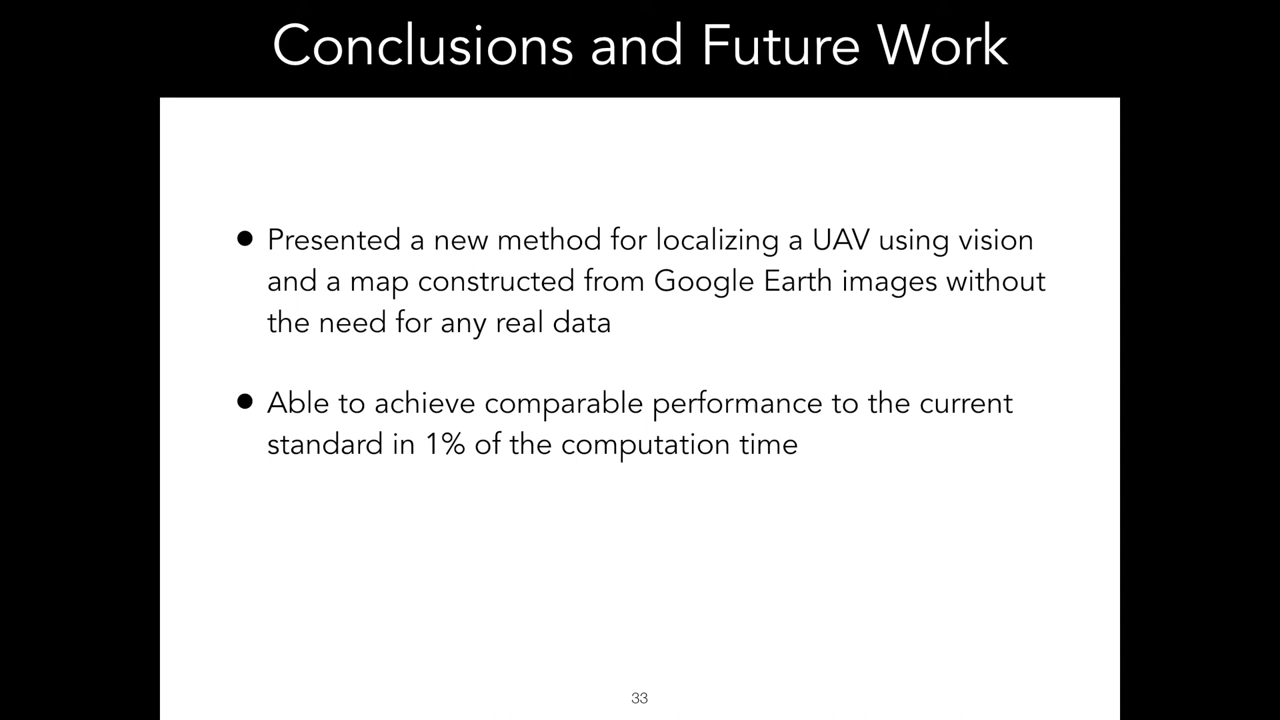 Conclusions and Future Work
● Presented a new method for localizing a UAV using vision
and a map constructed from Google Earth images without
the need for any real data
● Able to achieve comparable performance to the current
standard in 1% of the computation time
33